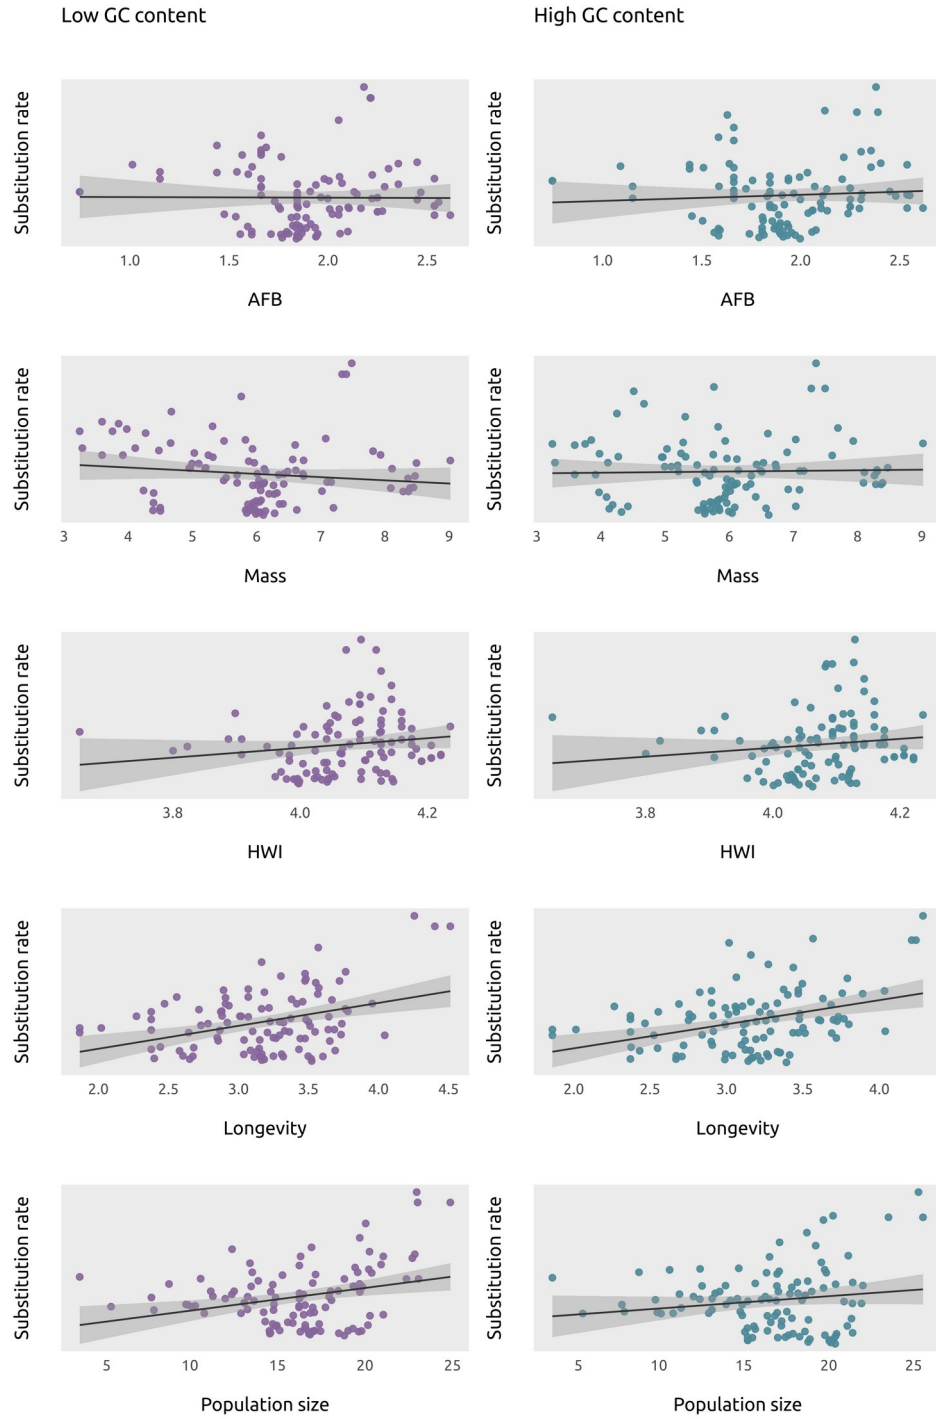 Low GC content High GC content
Substitution rate Substitution rate
1.0 1.5 2.0 2.5 1.0 1.5 2.0 2.5
AFB AFB
Substitution rate Substitution rate
3 4 5 6 7 8 9 3 4 5 6 7 8 9
Mass Mass
Substitution rate Substitution rate
3.8 4.0 4.2 3.8 4.0 4.2
HWI HWI
Substitution rate Substitution rate
2.0 2.5 3.0 3.5 4.0 4.5 2.0 2.5 3.0 3.5 4.0
Longevity Longevity
Substitution rate Substitution rate
5 10 15 20 25 5 10 15 20 25
Population size Population size